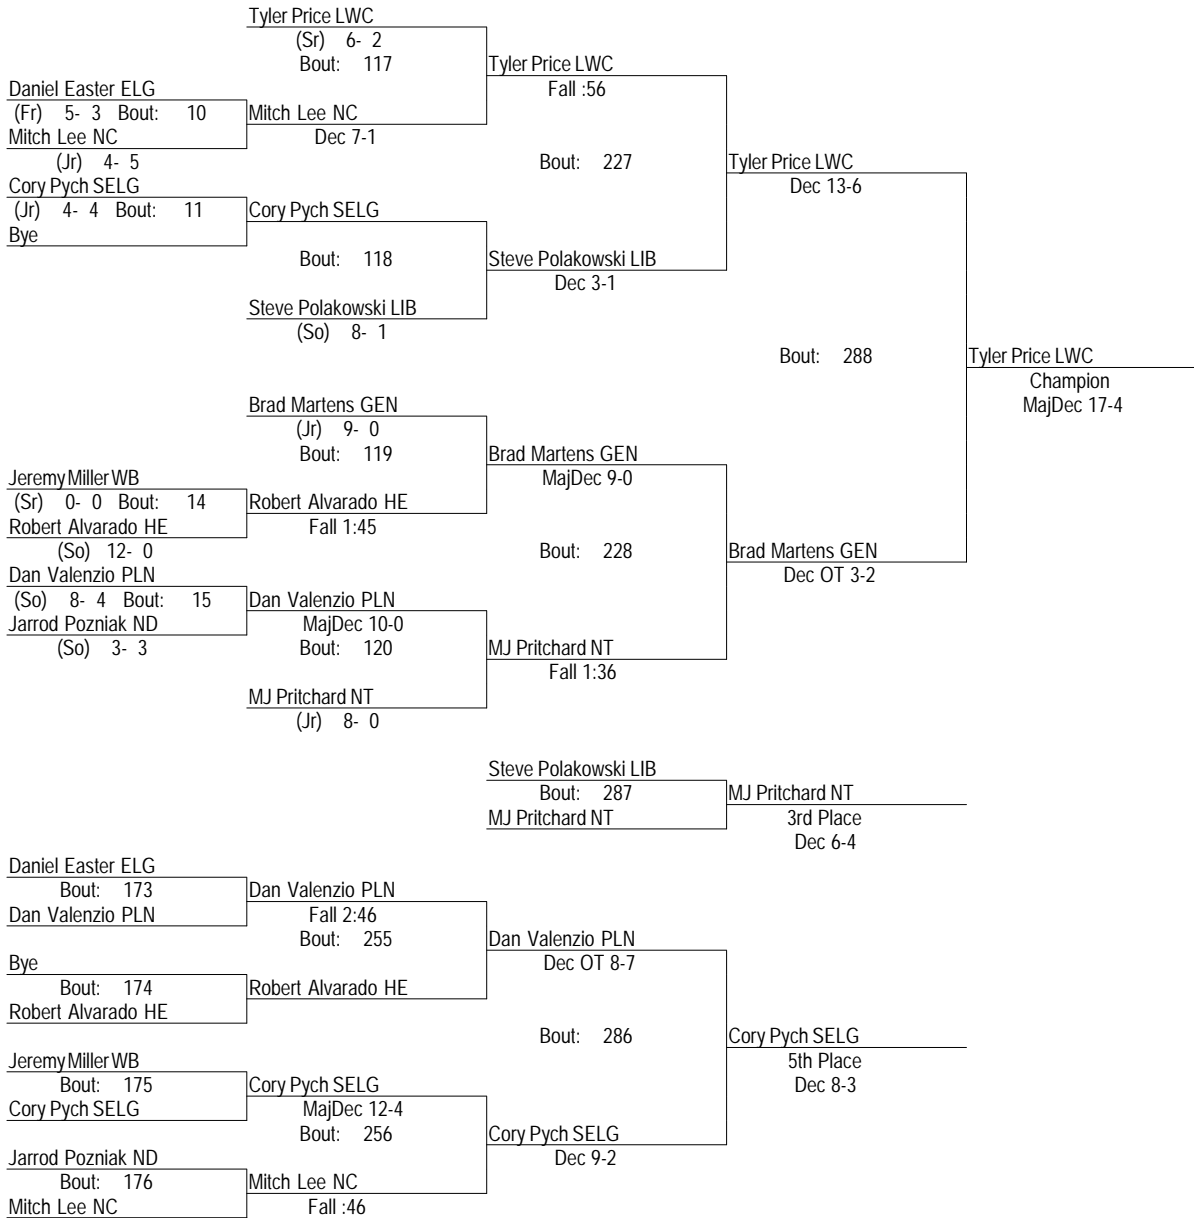 Tyler Price LWC
(Sr) 6- 2
Bout: 117
Tyler Price LWC
Fall :56
Daniel Easter ELG
(Fr) 5- 3 Bout: 10
Mitch Lee NC
Mitch Lee NC
Dec 7-1
(Jr) 4- 5
Bout: 227
Tyler Price LWC
Dec 13-6
Cory Pych SELG
(Jr) 4- 4 Bout: 11
Cory Pych SELG
Bye
Bout: 118
Steve Polakowski LIB
Dec 3-1
Steve Polakowski LIB
(So) 8- 1
Bout: 288
Tyler Price LWC
Champion
MajDec 17-4
Brad Martens GEN
(Jr) 9- 0
Bout: 119
Brad Martens GEN
MajDec 9-0
Jeremy Miller WB
(Sr) 0- 0 Bout: 14
Robert Alvarado HE
Robert Alvarado HE
Fall 1:45
(So) 12- 0
Bout: 228
Brad Martens GEN
Dec OT 3-2
Dan Valenzio PLN
(So) 8- 4 Bout: 15
Dan Valenzio PLN
Jarrod Pozniak ND
MajDec 10-0
(So) 3- 3
Bout: 120
MJ Pritchard NT
Fall 1:36
MJ Pritchard NT
(Jr) 8- 0
Steve Polakowski LIB
Bout: 287
MJ Pritchard NT
MJ Pritchard NT
3rd Place
Dec 6-4
Daniel Easter ELG
Bout: 173
Dan Valenzio PLN
Dan Valenzio PLN
Fall 2:46
Bout: 255
Dan Valenzio PLN
Dec OT 8-7
Bye
Bout: 174
Robert Alvarado HE
Robert Alvarado HE
Bout: 286
Cory Pych SELG
5th Place
Dec 8-3
Jeremy Miller WB
Bout: 175
Cory Pych SELG
Cory Pych SELG
MajDec 12-4
Bout: 256
Cory Pych SELG
Dec 9-2
Jarrod Pozniak ND
Bout: 176
Mitch Lee NC
Mitch Lee NC
Fall :46